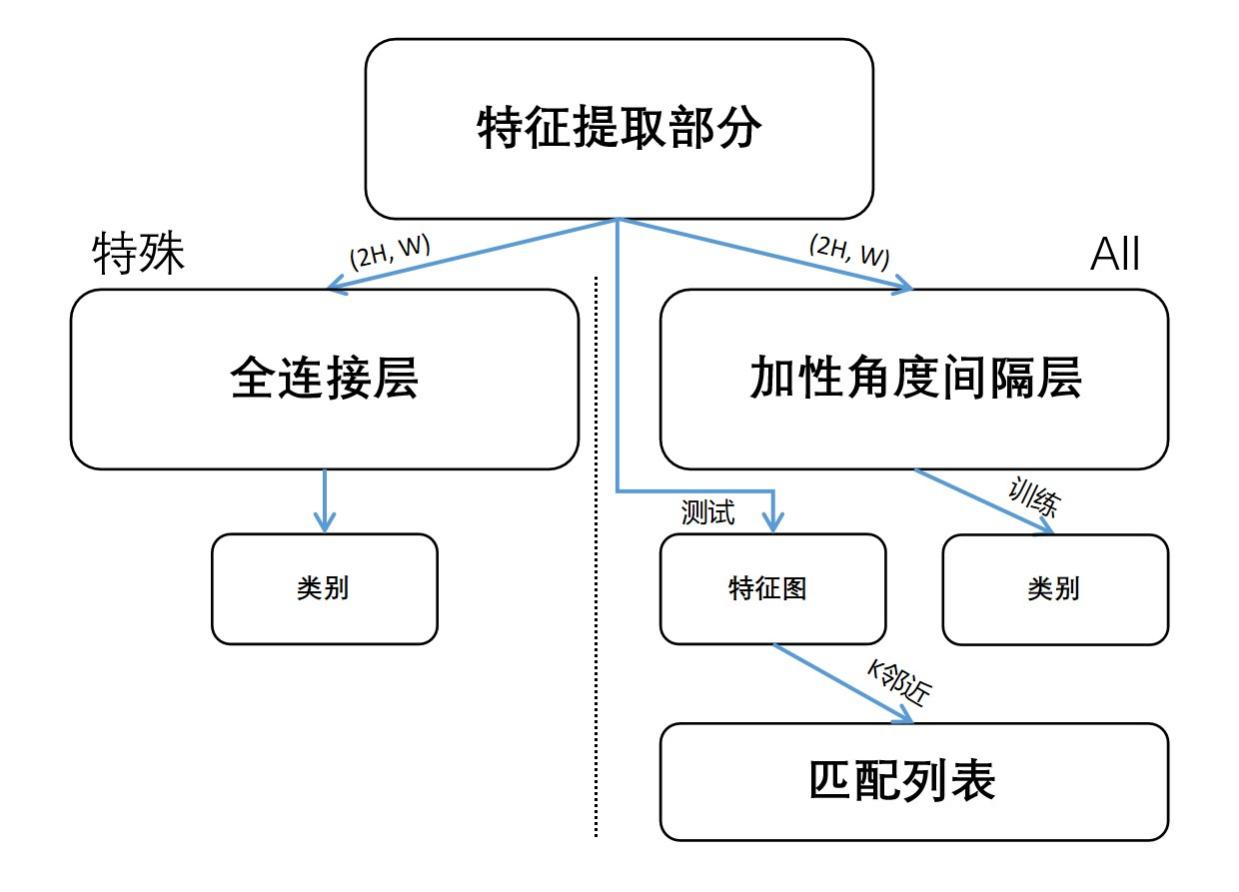 特征提取部分
特殊
(2H, W)
(2H, W)
All
全连接层
加性角度间隔层
测试
训练
类别
特征图
类别
K邻近
匹配列表